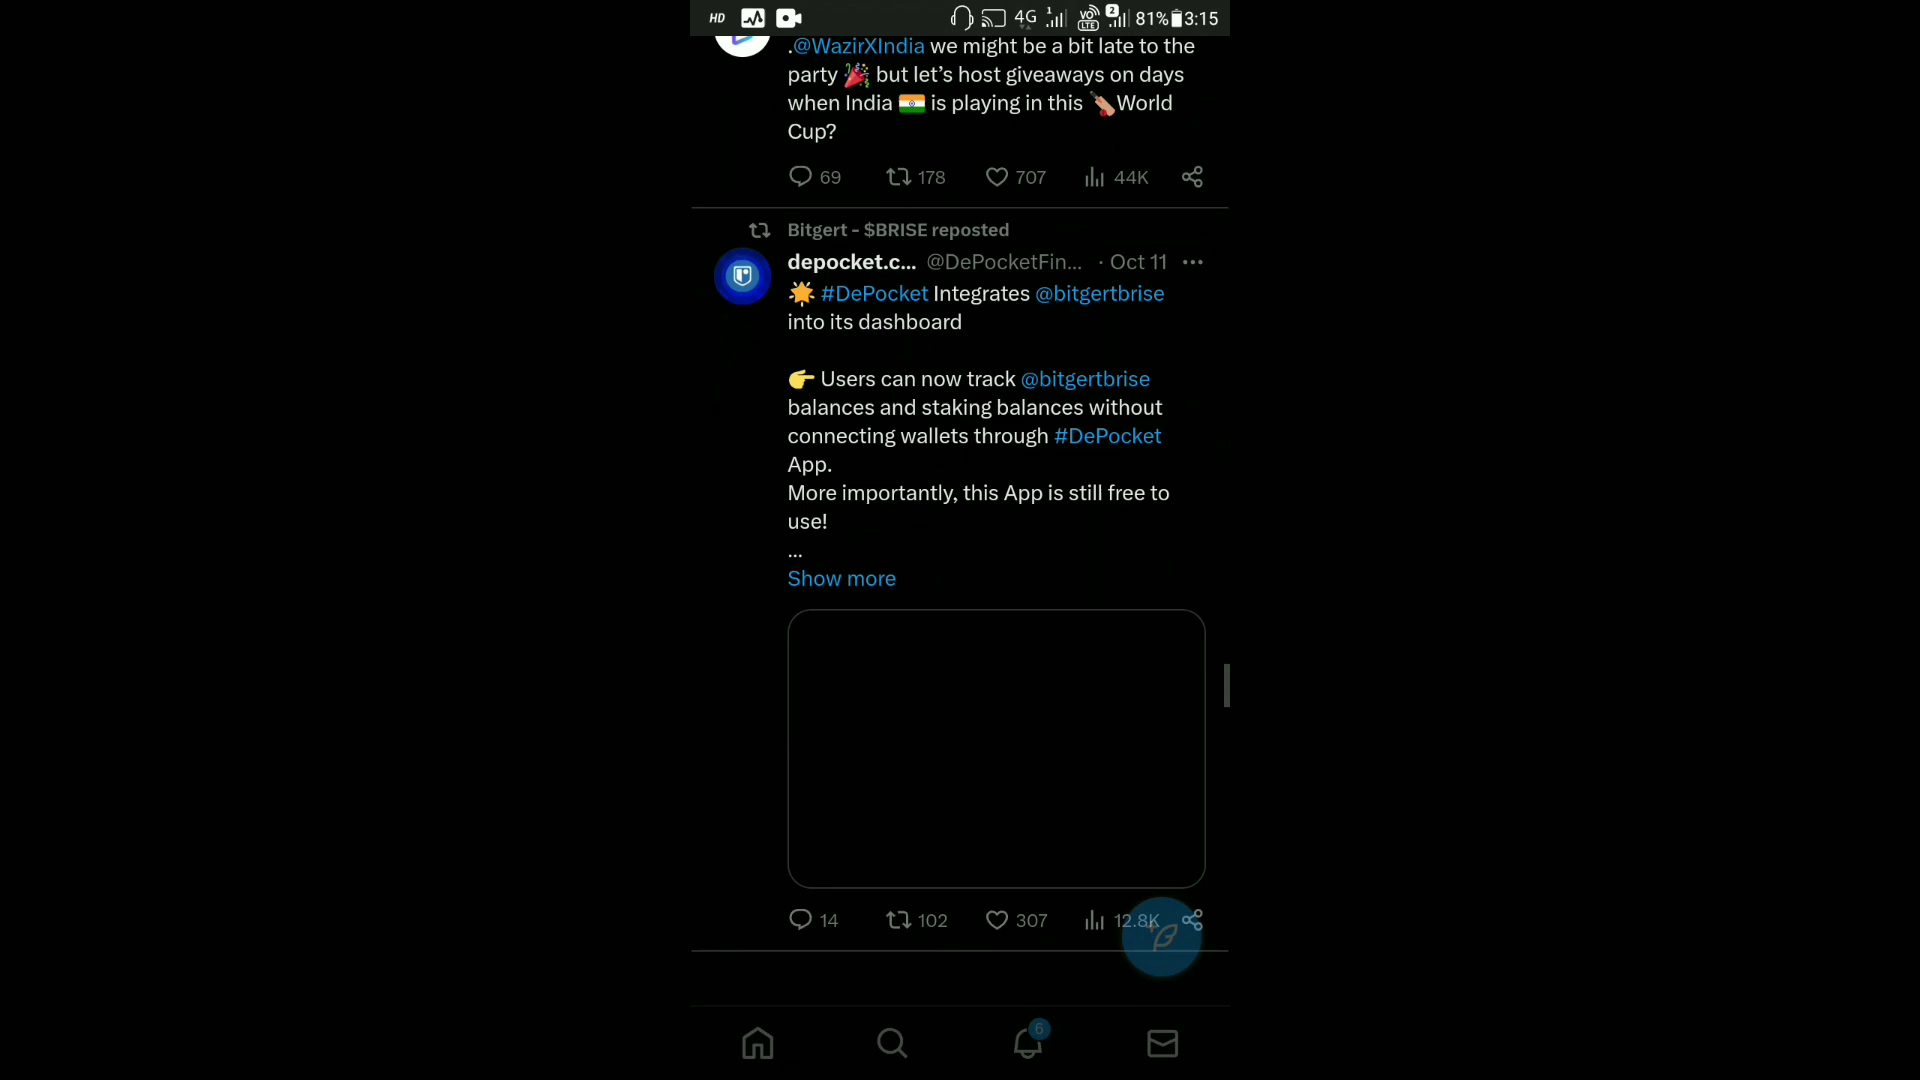 HD 4G 1 VO LTE 2 81% 3:15
.@WazirXIndia we might be a bit late to the
party 🎉 but let’s host giveaways on days
when India 🇮🇳 is playing in this 🏏World
Cup?
69 178 707 44K
Bitgert - $BRISE reposted
depocket.c... @DePocketFin... · Oct 11 ···
🌟 #DePocket Integrates @bitgertbrise
into its dashboard
👉 Users can now track @bitgertbrise
balances and staking balances without
connecting wallets through #DePocket
App.
More importantly, this App is still free to
use!
...
Show more
14 102 307 12.8K
6